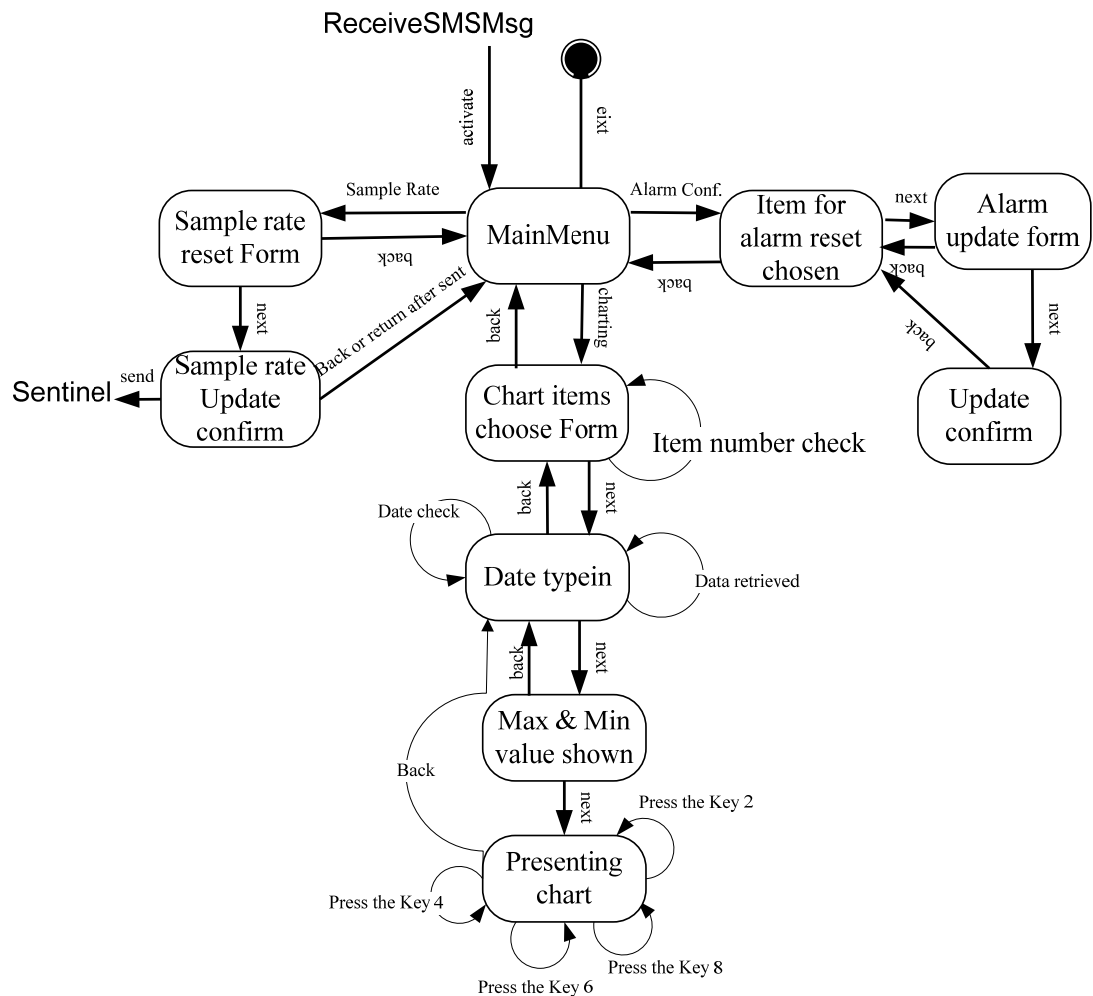 ReceiveSMSMsg
activate
eixt
Sample Rate
Alarm Conf.
next
Sample rate
reset Form
MainMenu
Item for
alarm reset
chosen
Alarm
update form
back
back
back
next
Back or return after sent
back
charting
back
next
Sentinel
send
Sample rate
Update
confirm
Chart items
choose Form
Item number check
Update
confirm
back
next
Date check
Date typein
Data retrieved
back
next
Max & Min
value shown
Back
next
Press the Key 2
Presenting
chart
Press the Key 4
Press the Key 6
Press the Key 8